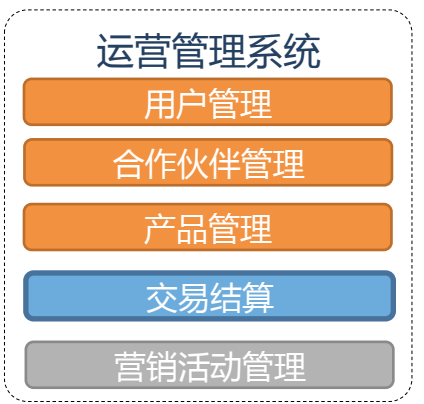 运营管理系统
用户管理
合作伙伴管理
产品管理
交易结算
营销活动管理